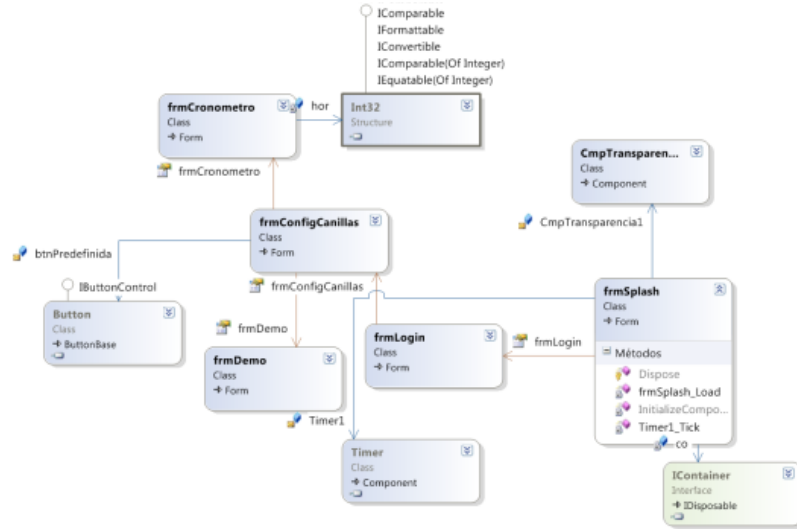 IComparable
IFormattable
IConvertible
IComparable(Of Integer)
IEquatable(Of Integer)
frmCronometro
Class
Form
hor
Int32
Structure
frmCronometro
CmpTransparen...
Class
Component
CmpTransparencia1
frmConfigCanillas
Class
Form
btnPredefinida
IButtonControl
frmConfigCanillas
Button
Class
ButtonBase
frmDemo
frmDemo
Class
Form
Timer1
frmLogin
Class
Form
frmLogin
frmSplash
Class
Form
Métodos
Dispose
frmSplash_Load
InitializeCompo...
Timer1_Tick
co
Timer
Class
Component
IContainer
Interface
IDisposable